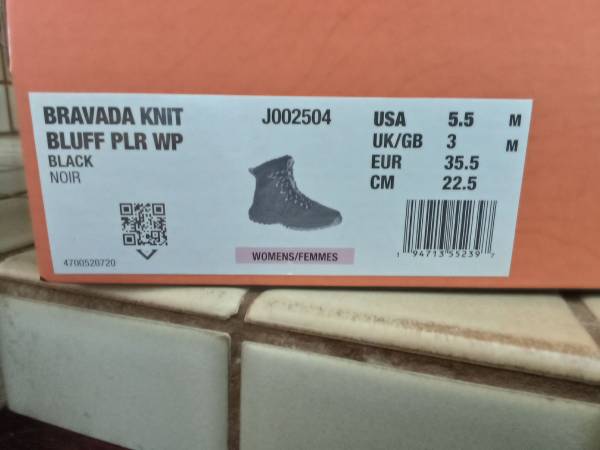 BRAVADA KNIT
BLUFF PLR WP
BLACK
NOIR
4700520720
J002504
WOMENS/FEMMES
USA 5.5 M
UK/GB 3 M
EUR 35.5
CM 22.5
1 94713 55239 7